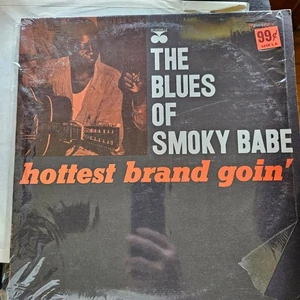 99¢
THE
BLUES
OF
SMOKY BABE
hottest brand goin'